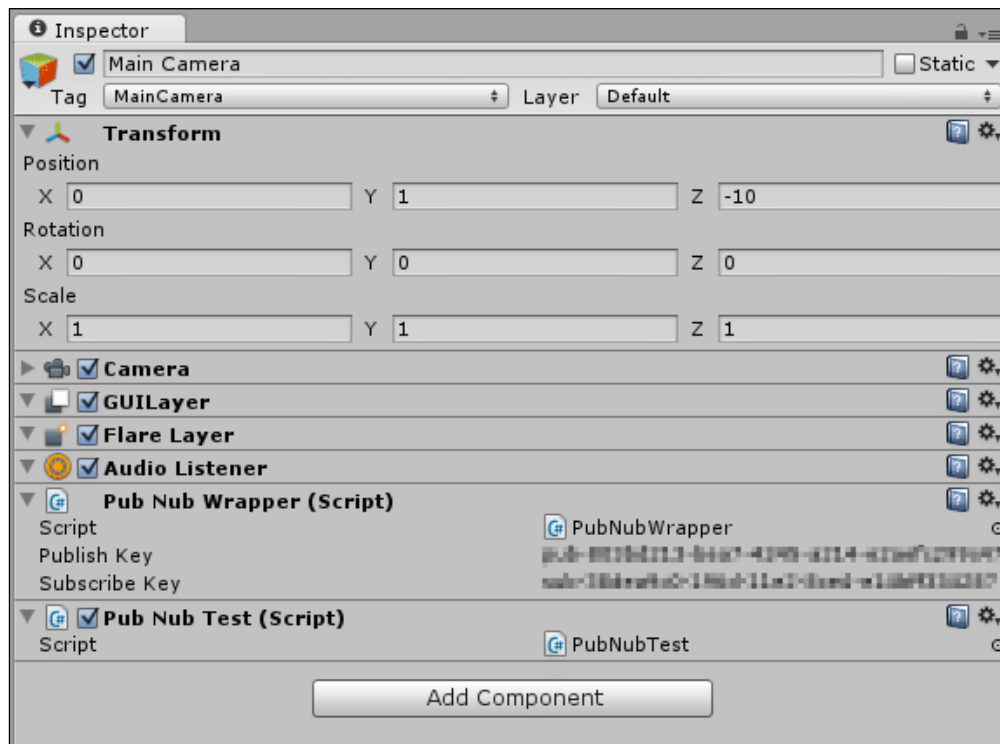 Inspector
Main Camera Static
Tag MainCamera Layer Default
Transform
Position
X 0 Y 1 Z -10
Rotation
X 0 Y 0 Z 0
Scale
X 1 Y 1 Z 1
Camera
GUILayer
Flare Layer
Audio Listener
Pub Nub Wrapper (Script)
Script PubNubWrapper
Publish Key
Subscribe Key
Pub Nub Test (Script)
Script PubNubTest
Add Component